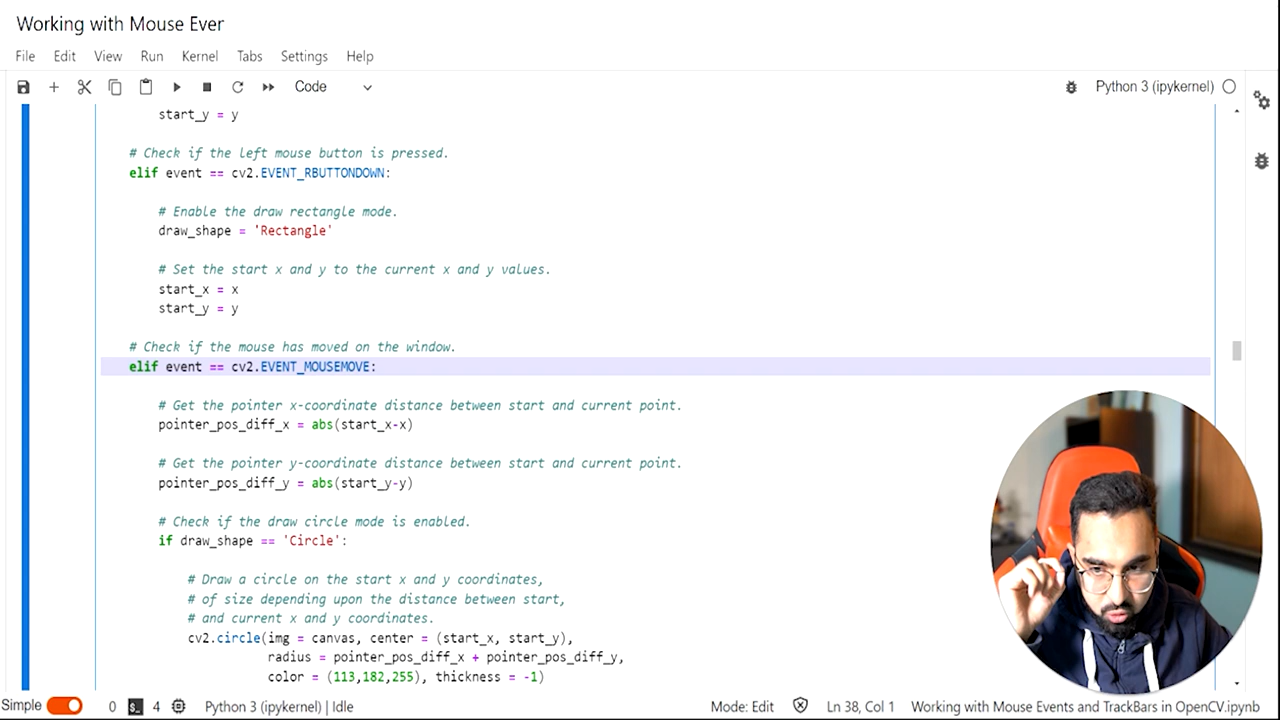 Working with Mouse Ever
File Edit View Run Kernel Tabs Settings Help
Code Python 3 (ipykernel)
start_y = y
# Check if the left mouse button is pressed.
elif event == cv2.EVENT_RBUTTONDOWN:
# Enable the draw rectangle mode.
draw_shape = 'Rectangle'
# Set the start x and y to the current x and y values.
start_x = x
start_y = y
# Check if the mouse has moved on the window.
elif event == cv2.EVENT_MOUSEMOVE:
# Get the pointer x-coordinate distance between start and current point.
pointer_pos_diff_x = abs(start_x-x)
# Get the pointer y-coordinate distance between start and current point.
pointer_pos_diff_y = abs(start_y-y)
# Check if the draw circle mode is enabled.
if draw_shape == 'Circle':
# Draw a circle on the start x and y coordinates,
# of size depending upon the distance between start,
# and current x and y coordinates.
cv2.circle(img = canvas, center = (start_x, start_y),
radius = pointer_pos_diff_x + pointer_pos_diff_y,
color = (113,182,255), thickness = -1)
Simple 0 $_ 4 Python 3 (ipykernel) | Idle Mode: Edit Ln 38, Col 1 Working with Mouse Events and TrackBars in OpenCV.ipynb